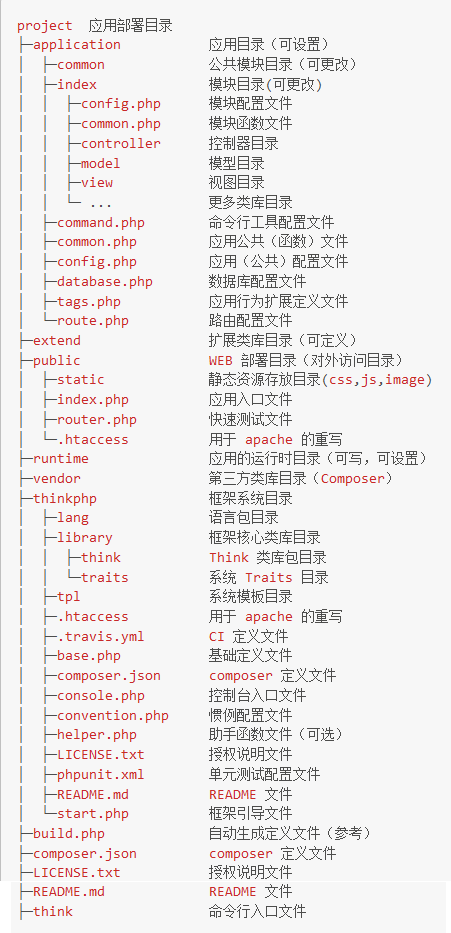 project  应用部署目录
├─application           应用目录（可设置）
│  ├─common             公共模块目录（可更改）
│  ├─index              模块目录(可更改)
│  │  ├─config.php      模块配置文件
│  │  ├─common.php      模块函数文件
│  │  ├─controller      控制器目录
│  │  ├─model           模型目录
│  │  ├─view            视图目录
│  │  └─ ...            更多类库目录
│  ├─command.php        命令行工具配置文件
│  ├─common.php         应用公共（函数）文件
│  ├─config.php         应用（公共）配置文件
│  ├─database.php       数据库配置文件
│  ├─tags.php           应用行为扩展定义文件
│  └─route.php          路由配置文件
├─extend                扩展类库目录（可定义）
├─public                WEB 部署目录（对外访问目录）
│  ├─static             静态资源存放目录(css,js,image)
│  ├─index.php          应用入口文件
│  ├─router.php         快速测试文件
│  └─.htaccess          用于 apache 的重写
├─runtime               应用的运行时目录（可写，可设置）
├─vendor                第三方类库目录（Composer）
├─thinkphp              框架系统目录
│  ├─lang               语言包目录
│  ├─library            框架核心类库目录
│  │  ├─think           Think 类库包目录
│  │  └─traits          系统 Traits 目录
│  ├─tpl                系统模板目录
│  ├─.htaccess          用于 apache 的重写
│  ├─.travis.yml        CI 定义文件
│  ├─base.php           基础定义文件
│  ├─composer.json      composer 定义文件
│  ├─console.php        控制台入口文件
│  ├─convention.php     惯例配置文件
│  ├─helper.php         助手函数文件（可选）
│  ├─LICENSE.txt        授权说明文件
│  ├─phpunit.xml        单元测试配置文件
│  ├─README.md          README 文件
│  └─start.php          框架引导文件
├─build.php             自动生成定义文件（参考）
├─composer.json         composer 定义文件
├─LICENSE.txt           授权说明文件
├─README.md             README 文件
├─think                 命令行入口文件